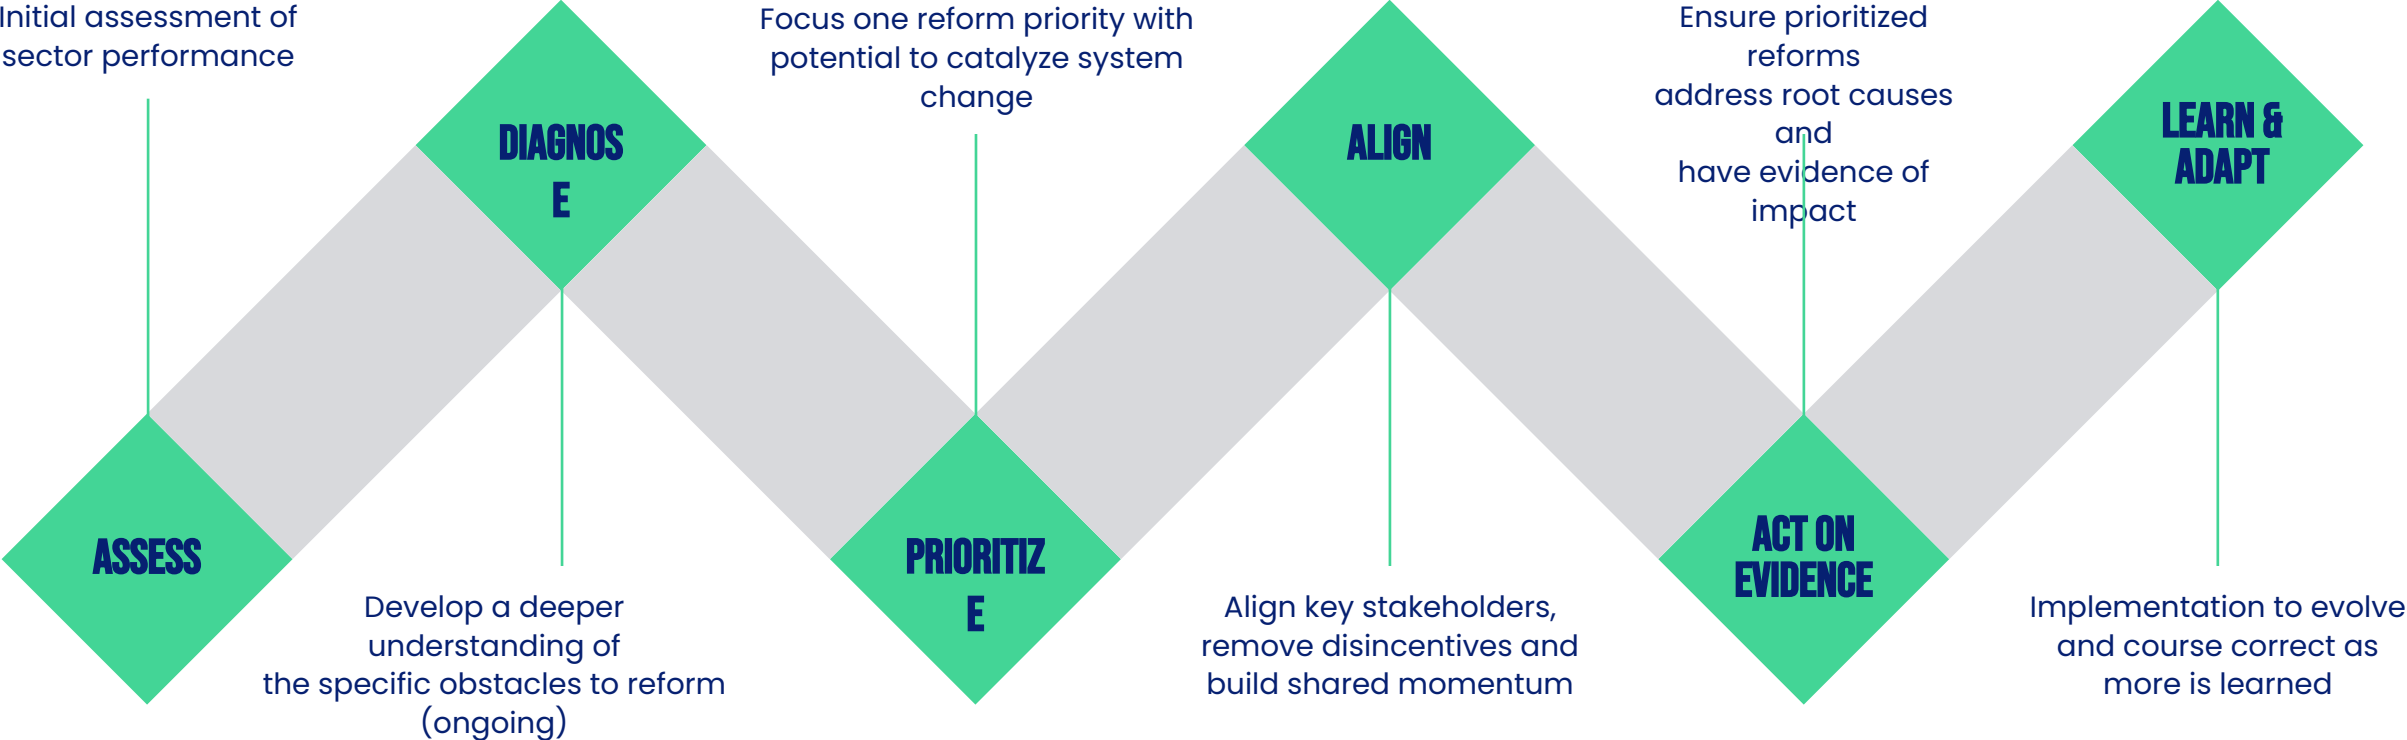 Initial assessment of
sector performance
ASSESS
DIAGNOS
E
Develop a deeper
understanding of
the specific obstacles to reform
(ongoing)
Focus one reform priority with
potential to catalyze system
change
PRIORITIZ
E
ALIGN
Align key stakeholders,
remove disincentives and
build shared momentum
Ensure prioritized
reforms
address root causes
and
have evidence of
impact
ACT ON
EVIDENCE
LEARN &
ADAPT
Implementation to evolve
and course correct as
more is learned